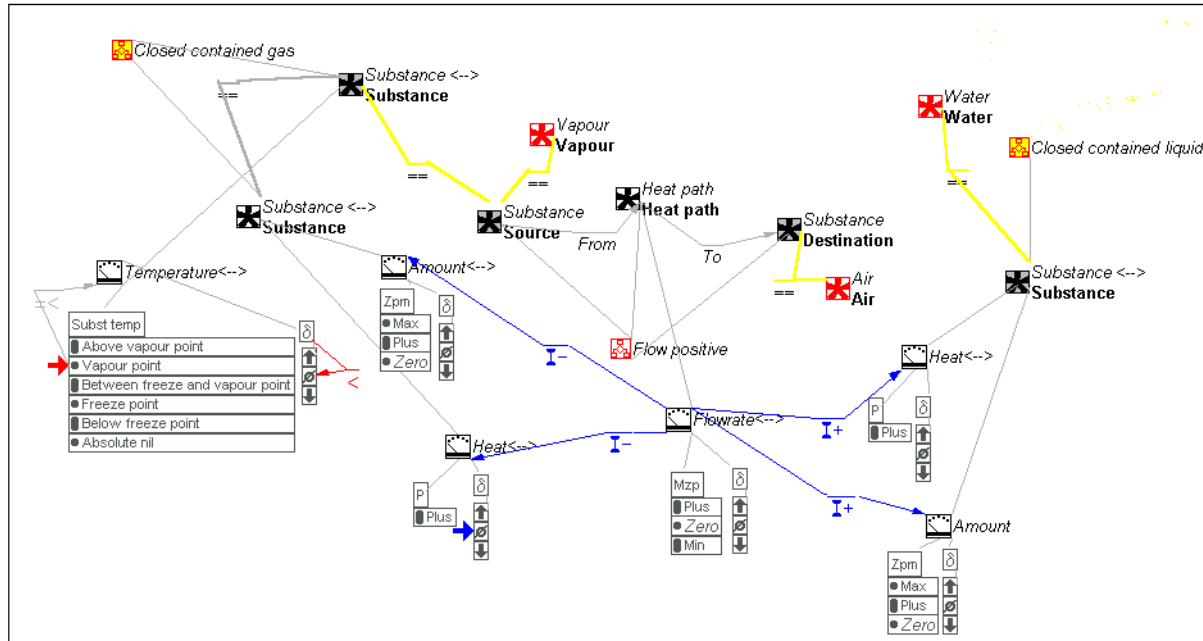 Closed contained gas
Substance <-->
Substance
==
Vapour
Vapour
Water
Water
Closed contained liquid
==
==
==
Substance <-->
Substance
Substance
Source
Heat path
Heat path
From
To
Substance
Destination
Temperature<-->
Amount<-->
==
Air
Air
Substance <-->
Substance
=<
δ
Zpm
Max
Plus
Zero
δ
Subst temp
Above vapour point
Vapour point
Between freeze and vapour point
Freeze point
Below freeze point
Absolute nil
<
I-
Flow positive
Heat<-->
P
Plus
δ
Flowrate<-->
I+
I-
Heat<-->
P
Plus
δ
Mzp
Plus
Zero
Min
δ
I+
Amount
Zpm
Max
Plus
Zero
δ